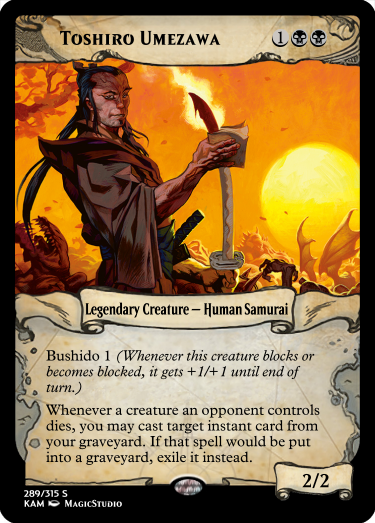 Toshiro Umezawa 1
Legendary Creature — Human Samurai
Bushido 1 (Whenever this creature blocks or
becomes blocked, it gets +1/+1 until end of
turn.)
Whenever a creature an opponent controls
dies, you may cast target instant card from
your graveyard. If that spell would be put
into a graveyard, exile it instead.
2/2
289/315 S
KAM MagicStudio